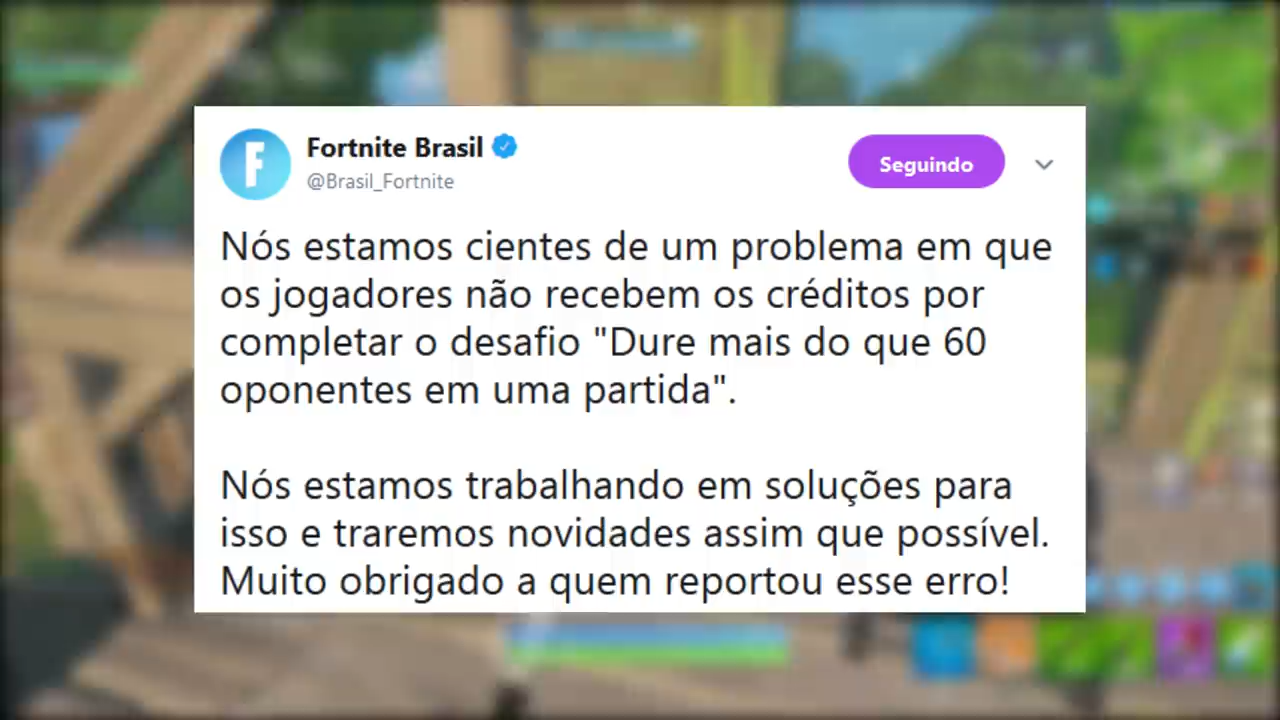 Fortnite Brasil
@Brasil_Fortnite
Seguindo
Nós estamos cientes de um problema em que
os jogadores não recebem os créditos por
completar o desafio "Dure mais do que 60
oponentes em uma partida".
Nós estamos trabalhando em soluções para
isso e traremos novidades assim que possível.
Muito obrigado a quem reportou esse erro!